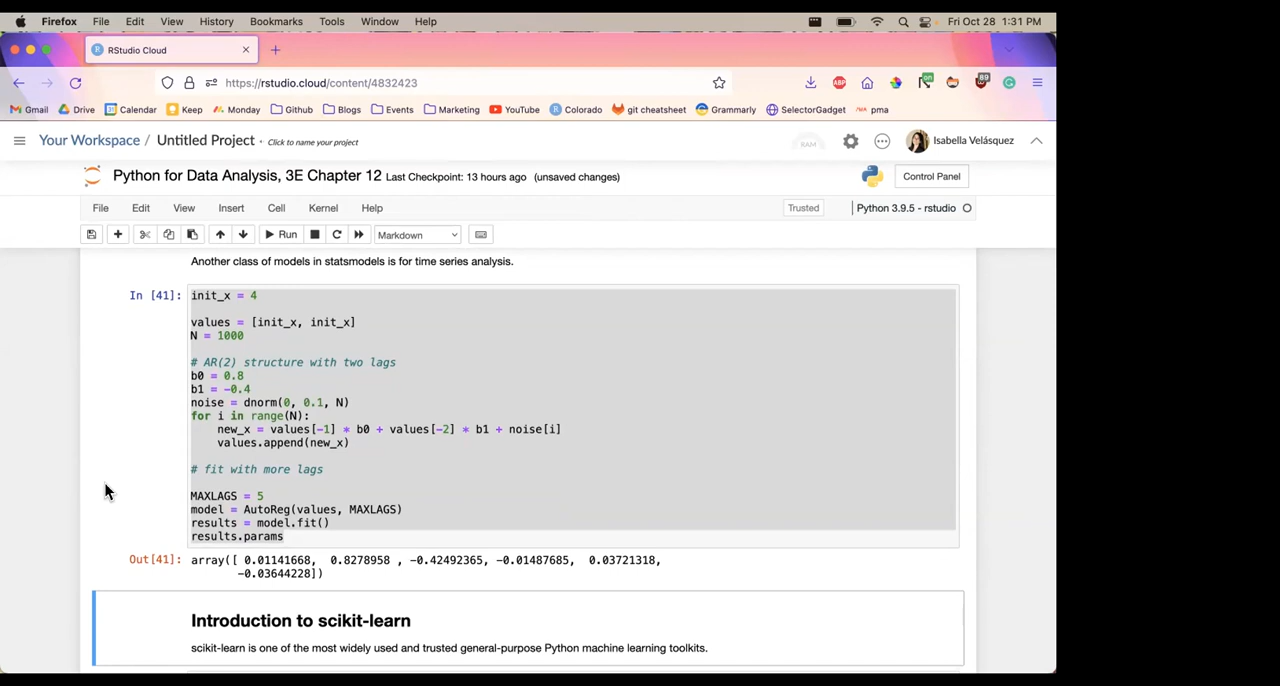 Firefox File Edit View History Bookmarks Tools Window Help Fri Oct 28 1:31 PM
RStudio Cloud
https://rstudio.cloud/content/4832423 ABP on 89
Gmail Drive Calendar Keep Monday Github Blogs Events Marketing YouTube Colorado git cheatsheet Grammarly SelectorGadget pma
Your Workspace / Untitled Project Click to name your project RAM Isabella Velásquez
Python for Data Analysis, 3E Chapter 12 Last Checkpoint: 13 hours ago (unsaved changes) Control Panel
File Edit View Insert Cell Kernel Help Trusted Python 3.9.5 - rstudio
Run Markdown
Another class of models in statsmodels is for time series analysis.
In [41]: init_x = 4
values = [init_x, init_x]
N = 1000
# AR(2) structure with two lags
b0 = 0.8
b1 = -0.4
noise = dnorm(0, 0.1, N)
for i in range(N):
new_x = values[-1] * b0 + values[-2] * b1 + noise[i]
values.append(new_x)
# fit with more lags
MAXLAGS = 5
model = AutoReg(values, MAXLAGS)
results = model.fit()
results.params
Out[41]: array([ 0.01141668, 0.8278958 , -0.42492365, -0.01487685, 0.03721318,
-0.03644228])
Introduction to scikit-learn
scikit-learn is one of the most widely used and trusted general-purpose Python machine learning toolkits.